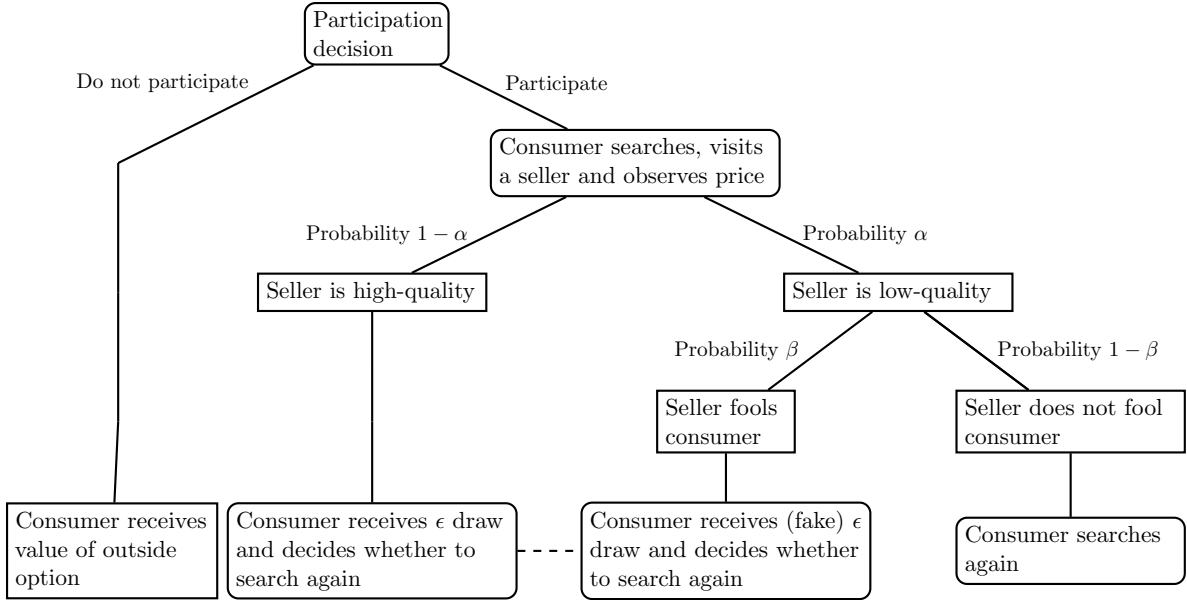 Participation
decision
Do not participate
Participate
Consumer searches, visits
a seller and observes price
Probability 1 − α
Probability α
Seller is high-quality
Seller is low-quality
Probability β
Probability 1 − β
Seller fools
consumer
Seller does not fool
consumer
Consumer receives
value of outside
option
Consumer receives ϵ draw
and decides whether to
search again
Consumer receives (fake) ϵ
draw and decides whether
to search again
Consumer searches
again